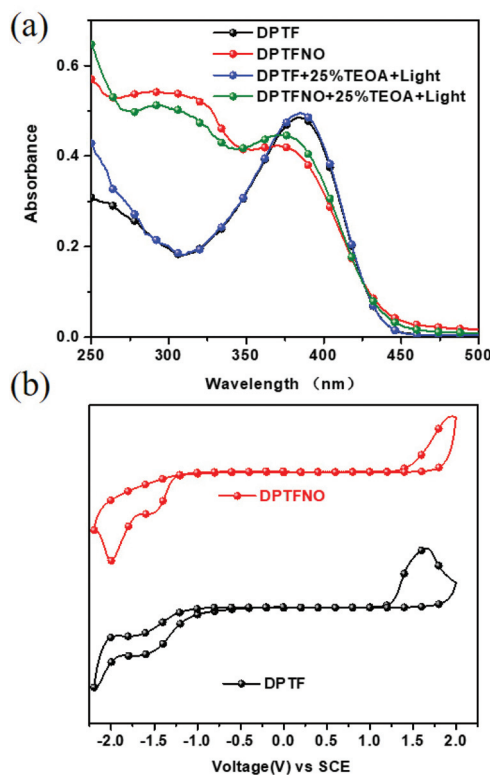 (a)
DPTF
DPTFNO
DPTF+25%TEOA+Light
DPTFNO+25%TEOA+Light
Absorbance
0.6
0.4
0.2
0.0
250 300 350 400 450 500
Wavelength （nm）
(b)
DPTFNO
DPTF
-2.0 -1.5 -1.0 -0.5 0.0 0.5 1.0 1.5 2.0
Voltage(V) vs SCE